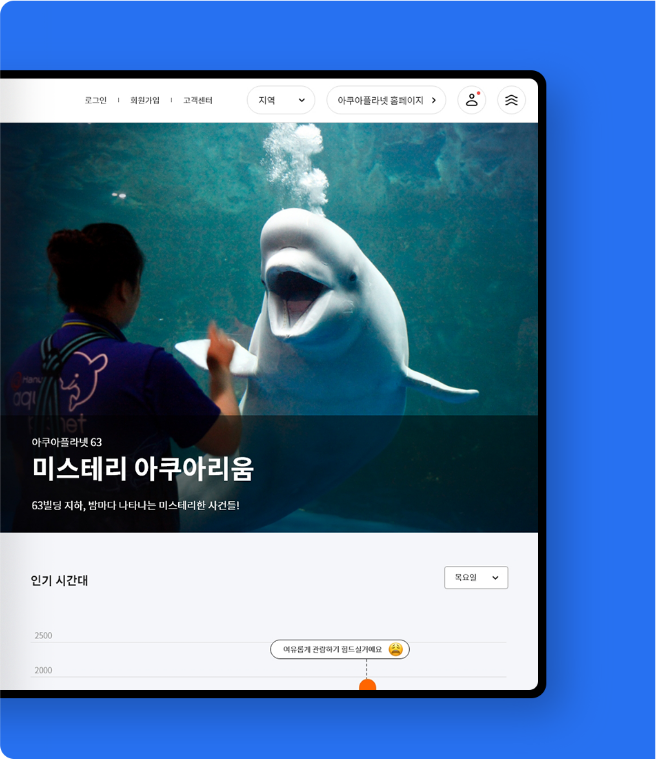 로그인 회원가입 고객센터 지역 아쿠아플라넷 홈페이지
aqua
planet
아쿠아플라넷 63
미스테리 아쿠아리움
63빌딩 지하, 밤마다 나타나는 미스테리한 사건들!
인기 시간대
목요일
2500
여유롭게 관람하기 힘드실거예요
2000